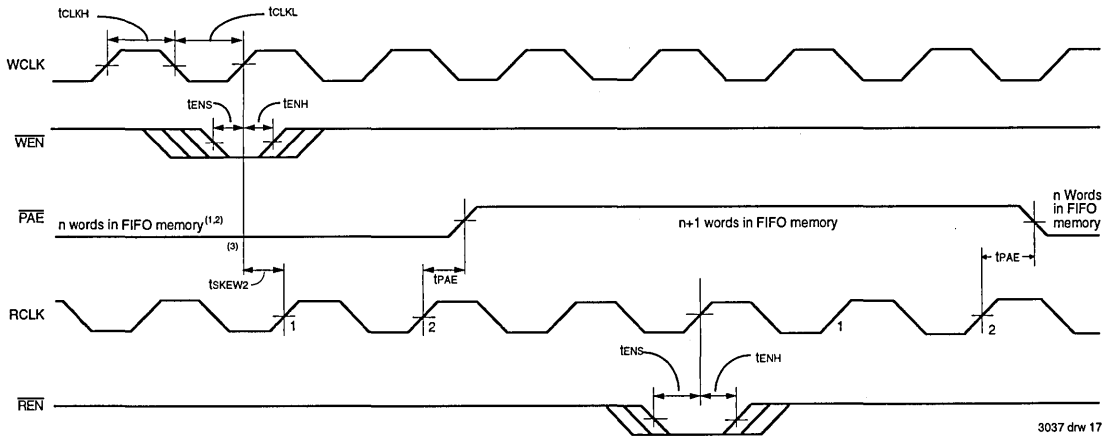 tCLKH
tCLKL
WCLK
tENS
tENH
WEN
PAE
n words in FIFO memory(1,2)
n+1 words in FIFO memory
n Words
in FIFO
memory
(3)
tSKEW2
tPAE
tPAE
RCLK
1
2
1
2
tENS
tENH
REN
3037 drw 17